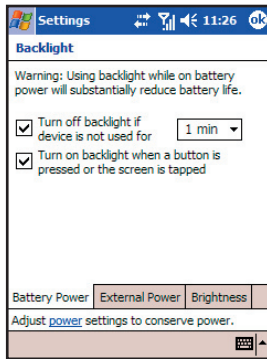 Settings 11:26 ok
Backlight
Warning: Using backlight while on battery
power will substantially reduce battery life.
Turn off backlight if
device is not used for 1 min
Turn on backlight when a button is
pressed or the screen is tapped
Battery Power External Power Brightness
Adjust power settings to conserve power.